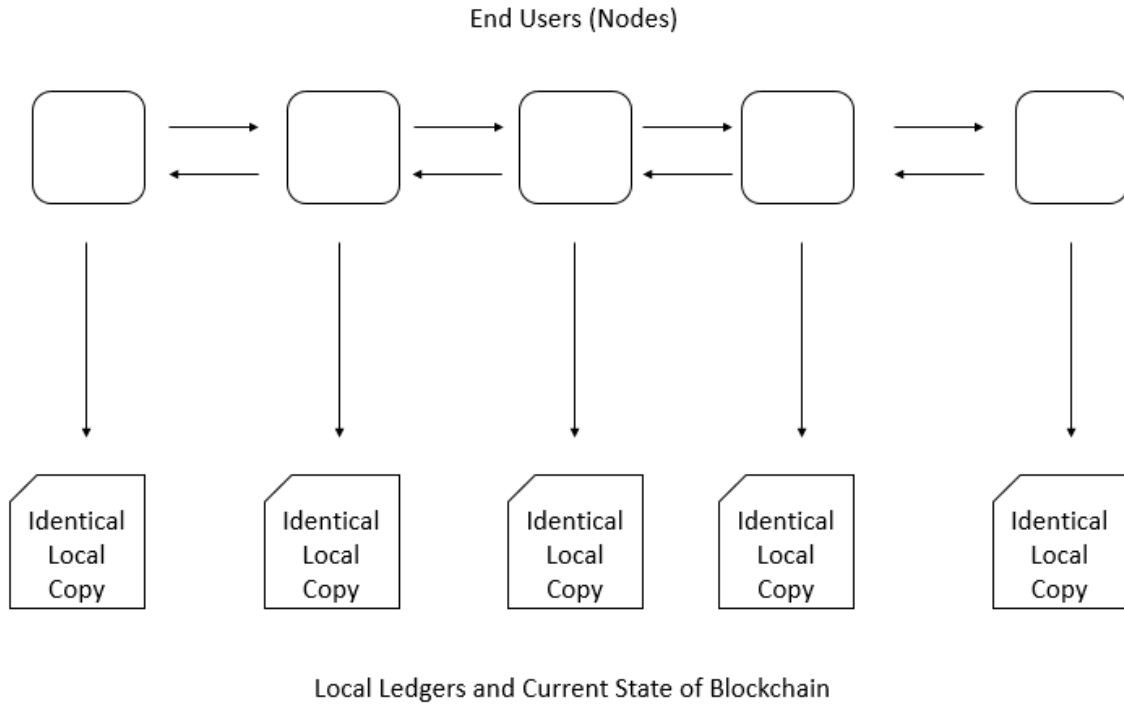 End Users (Nodes)
Identical
Local
Copy
Identical
Local
Copy
Identical
Local
Copy
Identical
Local
Copy
Identical
Local
Copy
Local Ledgers and Current State of Blockchain